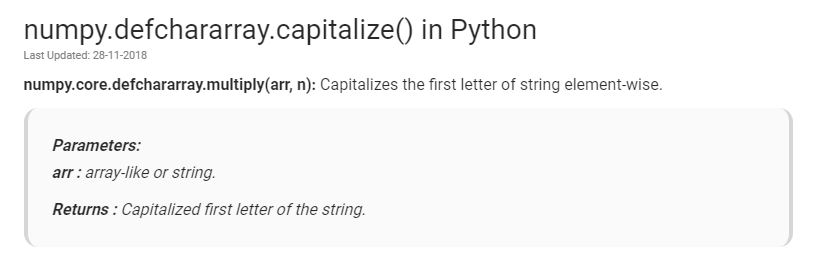 numpy.defchararray.capitalize() in Python
Last Updated: 28-11-2018
numpy.core.defchararray.multiply(arr, n): Capitalizes the first letter of string element-wise.
Parameters:
arr : array-like or string.
Returns : Capitalized first letter of the string.